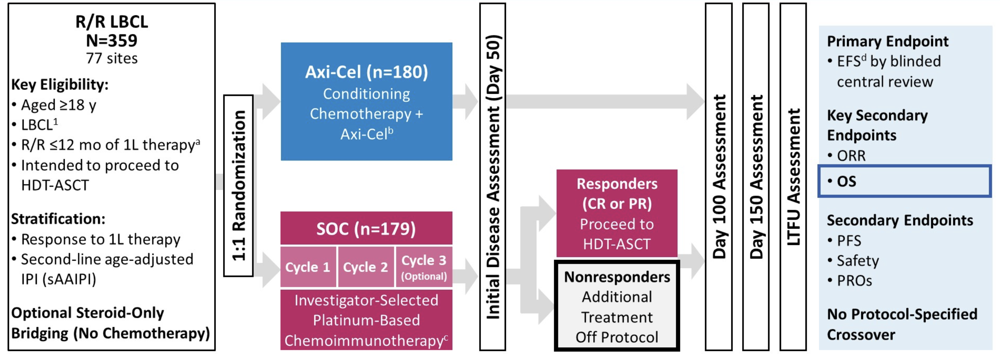 R/R LBCL
N=359
77 sites
Key Eligibility:
• Aged ≥18 y
• LBCL¹
• R/R ≤12 mo of 1L therapyᵃ
• Intended to proceed to
HDT-ASCT
Stratification:
• Response to 1L therapy
• Second-line age-adjusted
IPI (sAAIPI)
Optional Steroid-Only
Bridging (No Chemotherapy)
1:1 Randomization
Axi-Cel (n=180)
Conditioning
Chemotherapy +
Axi-Celᵇ
SOC (n=179)
Cycle 1
Cycle 2
Cycle 3
(Optional)
Investigator-Selected
Platinum-Based
Chemoimmunotherapyᶜ
Initial Disease Assessment (Day 50)
Responders
(CR or PR)
Proceed to
HDT-ASCT
Nonresponders
Additional
Treatment
Off Protocol
Day 100 Assessment
Day 150 Assessment
LTFU Assessment
Primary Endpoint
• EFSᵈ by blinded
central review
Key Secondary
Endpoints
• ORR
• OS
Secondary Endpoints
• PFS
• Safety
• PROs
No Protocol-Specified
Crossover